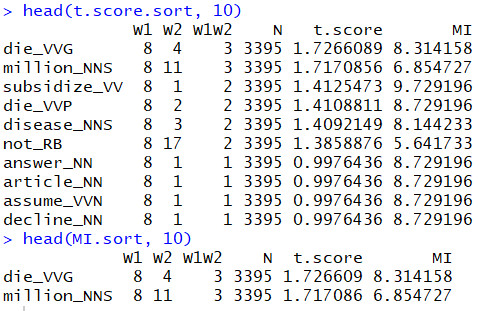 > head(t.score.sort, 10)
W1 W2 W1W2 N t.score MI
die_VVG 8 4 3 3395 1.7266089 8.314158
million_NNS 8 11 3 3395 1.7170856 6.854727
subsidize_VV 8 1 2 3395 1.4125473 9.729196
die_VVP 8 2 2 3395 1.4108811 8.729196
disease_NNS 8 3 2 3395 1.4092149 8.144233
not_RB 8 17 2 3395 1.3858876 5.641733
answer_NN 8 1 1 3395 0.9976436 8.729196
article_NN 8 1 1 3395 0.9976436 8.729196
assume_VVN 8 1 1 3395 0.9976436 8.729196
decline_NN 8 1 1 3395 0.9976436 8.729196
> head(MI.sort, 10)
W1 W2 W1W2 N t.score MI
die_VVG 8 4 3 3395 1.726609 8.314158
million_NNS 8 11 3 3395 1.717086 6.854727